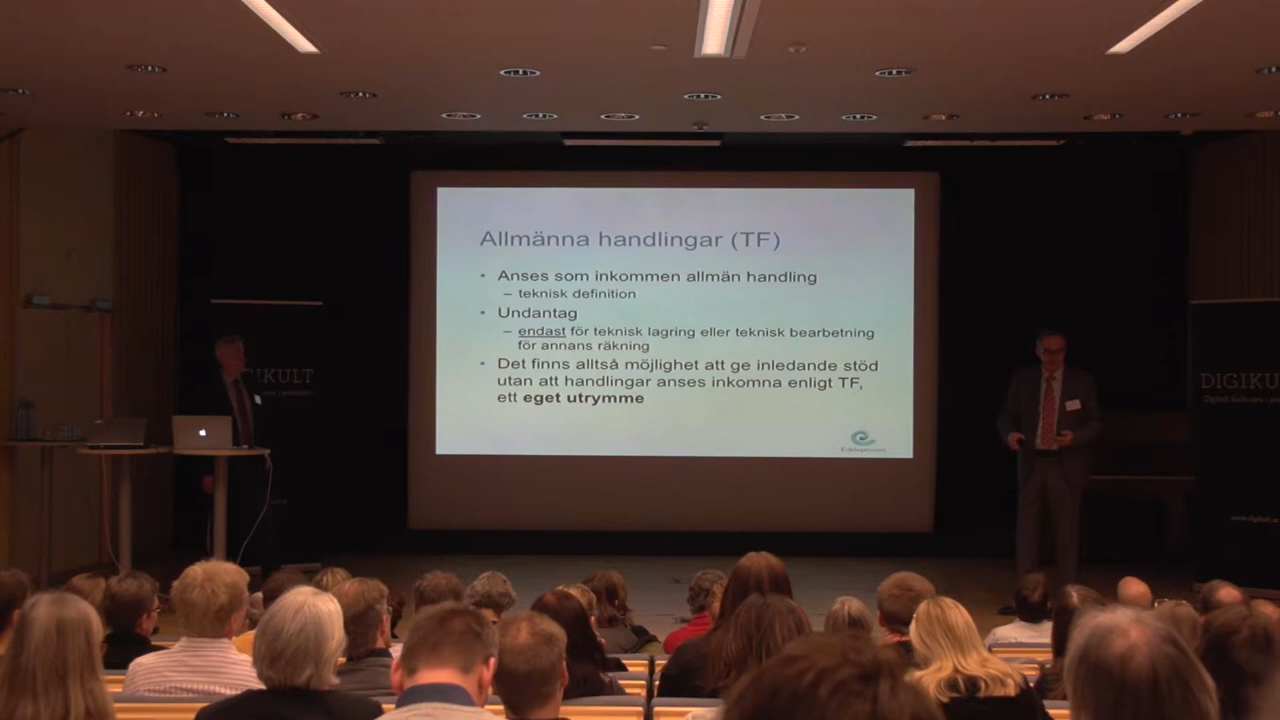 Allmänna handlingar (TF)
• Anses som inkommen allmän handling
– teknisk definition
• Undantag
– endast för teknisk lagring eller teknisk bearbetning
för annans räkning
• Det finns alltså möjlighet att ge inledande stöd
utan att handlingar anses inkomna enligt TF,
ett eget utrymme
IKULT
DIGIKU